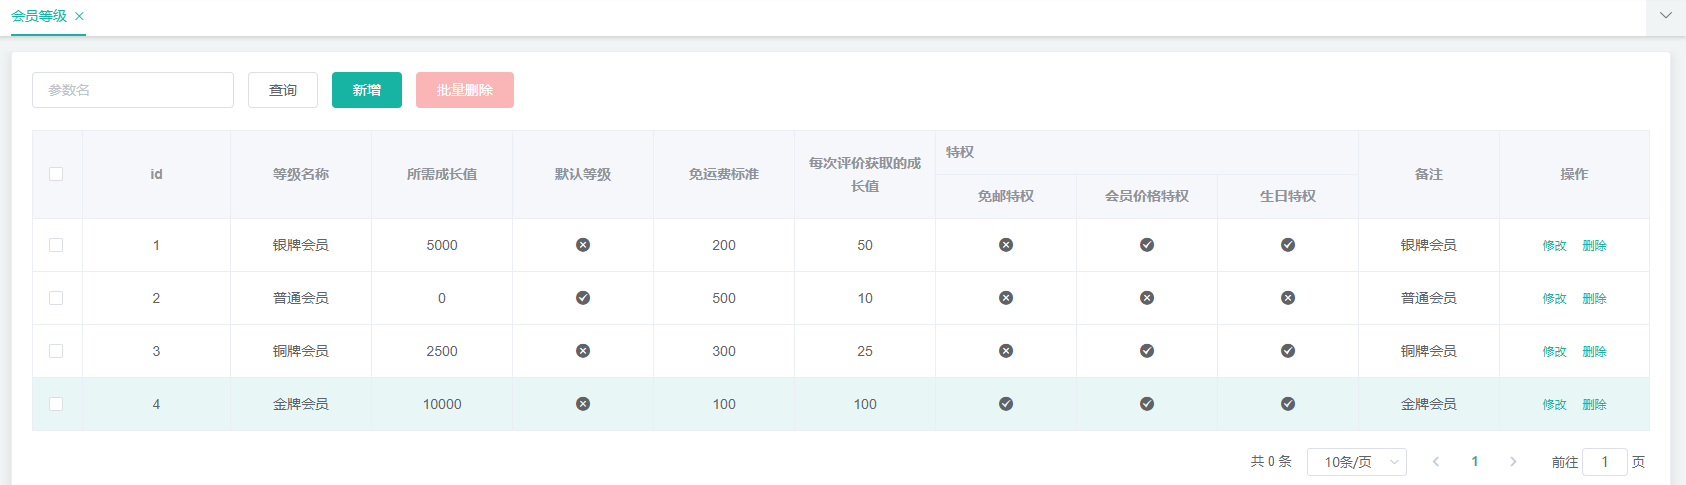 会员等级
参数名 查询 新增 批量删除
id 等级名称 所需成长值 默认等级 免运费标准 每次评价获取的成长值 特权 备注 操作
免邮特权 会员价格特权 生日特权
1 银牌会员 5000 200 50 银牌会员 修改 删除
2 普通会员 0 500 10 普通会员 修改 删除
3 铜牌会员 2500 300 25 铜牌会员 修改 删除
4 金牌会员 10000 100 100 金牌会员 修改 删除
共 0 条 10条/页 1 前往 1 页